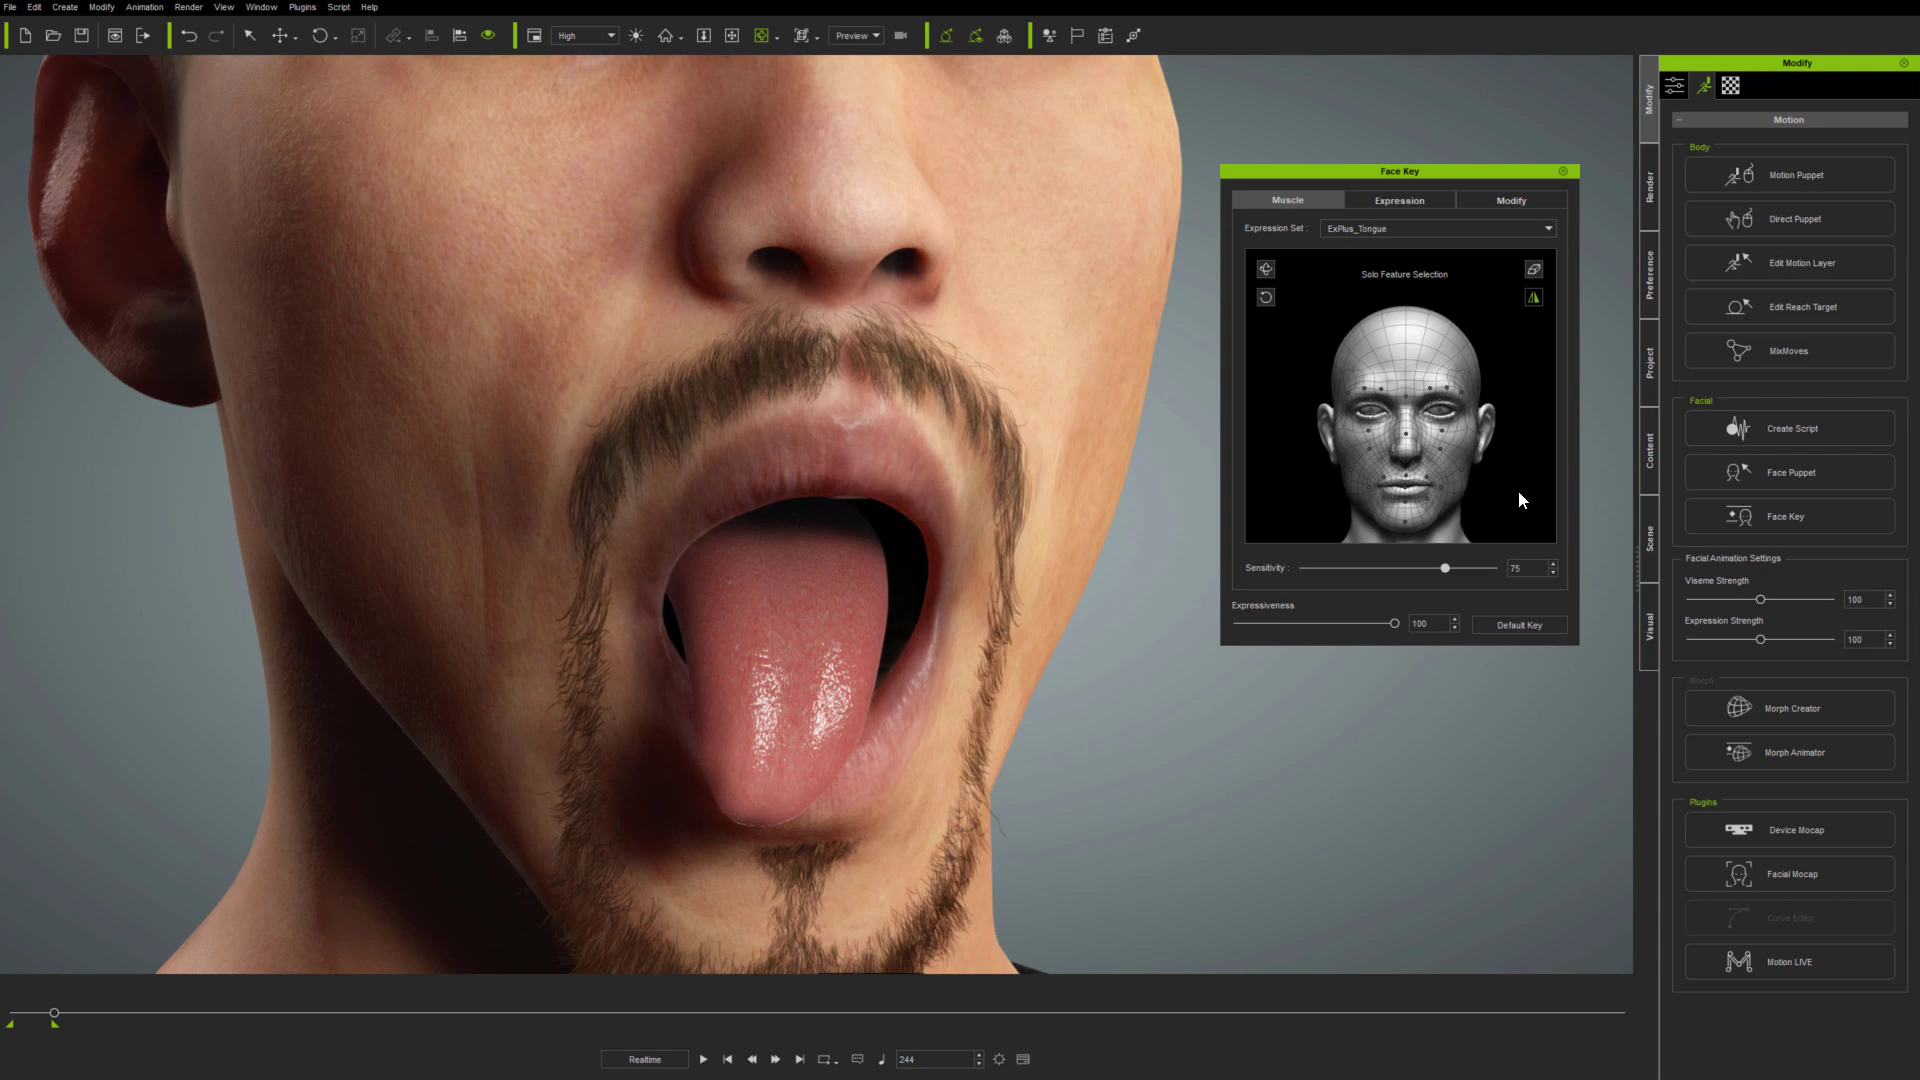 File Edit Create Modify Animation Render View Window Plugins Script Help
High
Preview
Modify
Motion
Body
Motion Puppet
Direct Puppet
Edit Motion Layer
Edit Reach Target
MixMoves
Facial
Create Script
Face Puppet
Face Key
Facial Animation Settings
Viseme Strength
100
Expression Strength
100
Morph
Morph Creator
Morph Animator
Plugins
Device Mocap
Facial Mocap
Curve Editor
Motion LIVE
Modify
Render
Preference
Project
Content
Scene
Visual
Face Key
Muscle Expression Modify
Expression Set : ExPlus_Tongue
Solo Feature Selection
Sensitivity : 75
Expressiveness
100 Default Key
Realtime 244